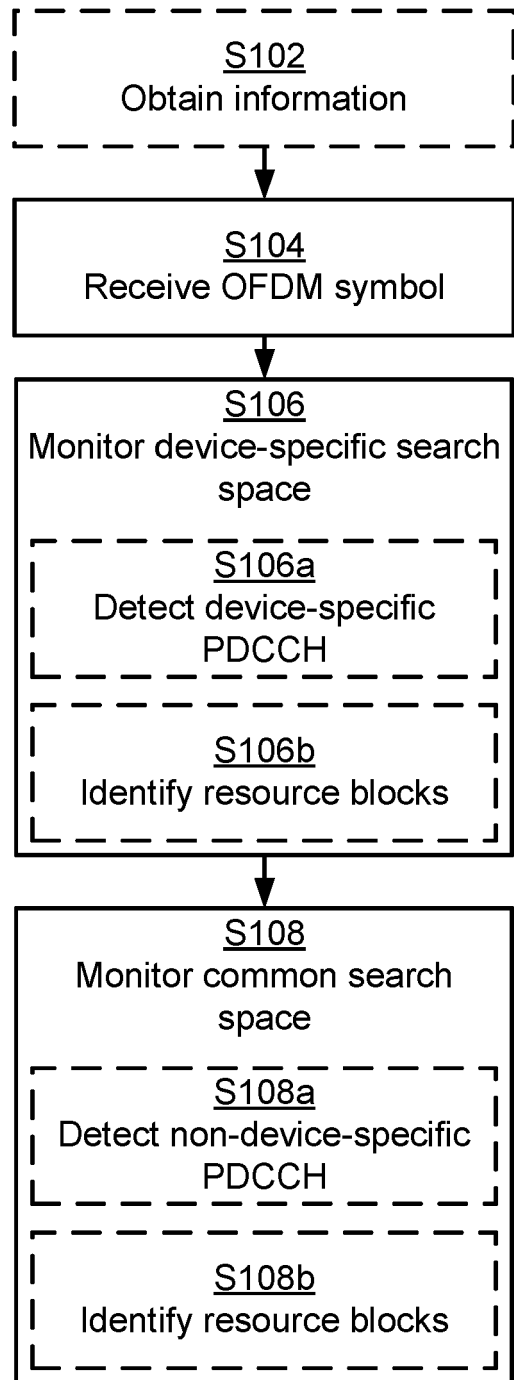 S102
Obtain information
S104
Receive OFDM symbol
S106
Monitor device-specific search
space
S106a
Detect device-specific
PDCCH
S106b
Identify resource blocks
S108
Monitor common search
space
S108a
Detect non-device-specific
PDCCH
S108b
Identify resource blocks